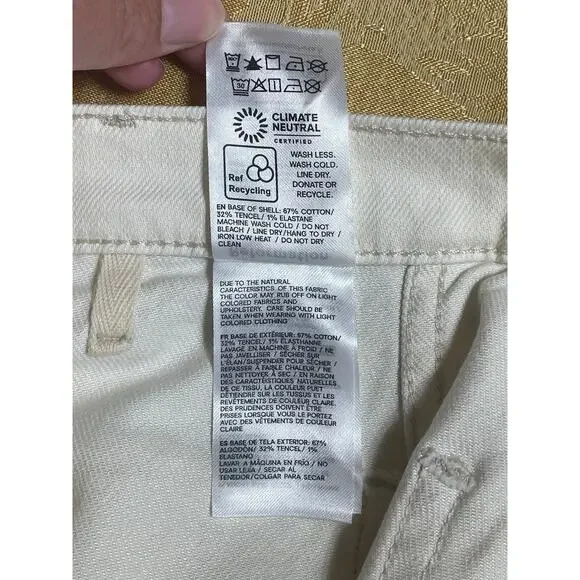 CLIMATE
NEUTRAL
CERTIFIED
Ref
Recycling
WASH LESS.
WASH COLD.
LINE DRY.
DONATE OR
RECYCLE.
EN BASE OF SHELL: 67% COTTON/
32% TENCEL/ 1% ELASTANE
MACHINE WASH COLD / DO NOT
BLEACH / LINE DRY/HANG TO DRY /
IRON LOW HEAT / DO NOT DRY
CLEAN
Reformation
DUE TO THE NATURAL
CHARACTERISTICS OF THIS FABRIC
THE COLOR MAY RUB OFF ON LIGHT
COLORED FABRICS AND
UPHOLSTERY. CARE SHOULD BE
TAKEN WHEN WEARING WITH LIGHT
COLORED CLOTHING
FR BASE DE EXTÉRIEUR: 67% COTON/
32% TENCEL/ 1% ÉLASTHANNE
LAVAGE EN MACHINE À FROID / NE
PAS JAVELLISER / SÉCHER SUR
ÉLAN/SUSPENDER POUR SÉCHER /
REPASSER À FAIBLE CHALEUR / NE
PAS NETTOYER À SEC / EN RAISON
DES CARACTÉRISTIQUES NATURELLES
DE CE TISSU, LA COULEUR PEUT
DÉTEINDRE SUR LES TISSUS ET LES
REVÊTEMENTS DE COULEUR CLAIRE.
DES PRUDENCES DOIVENT ÊTRE
PRISES LORSQUE VOUS LE PORTEZ
AVEC DES VÊTEMENTS DE COULEUR
CLAIRE
ES BASE DE TELA EXTERIOR: 67%
ALGODÓN/ 32% TENCEL/ 1%
ELASTANO
LAVAR A MÁQUINA EN FRÍO / NO
USAR LEJÍA / SECAR AL
TENEDOR/COLGAR PARA SECAR